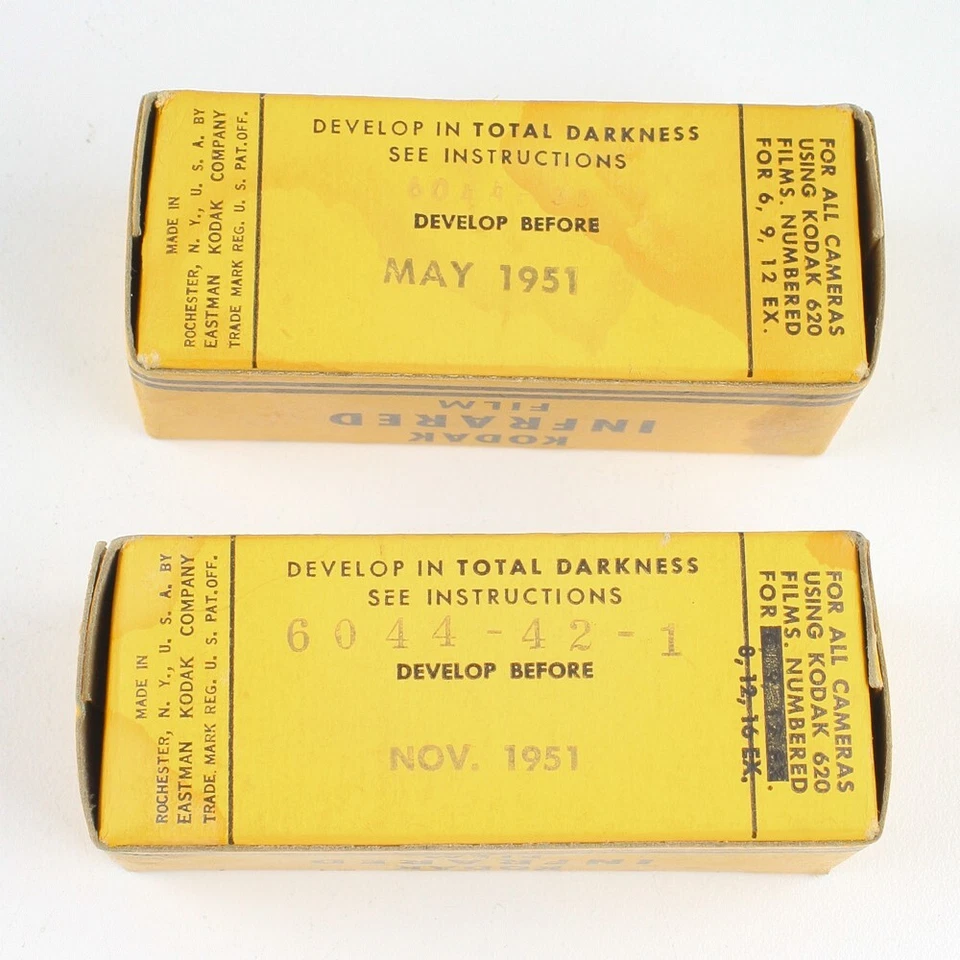 MADE IN
ROCHESTER, N. Y., U. S. A. BY
EASTMAN KODAK COMPANY
TRADE MARK REG. U. S. PAT. OFF.
DEVELOP IN TOTAL DARKNESS
SEE INSTRUCTIONS
DEVELOP BEFORE
MAY 1951
FOR ALL CAMERAS
USING KODAK 620
FILMS. NUMBERED
FOR 6, 9, 12 EX.
KODAK
INFRARED
FILM
MADE IN
ROCHESTER, N. Y., U. S. A. BY
EASTMAN KODAK COMPANY
TRADE MARK REG. U. S. PAT. OFF.
DEVELOP IN TOTAL DARKNESS
SEE INSTRUCTIONS
6044-42-1
DEVELOP BEFORE
NOV. 1951
FOR ALL CAMERAS
USING KODAK 620
FILMS. NUMBERED
FOR
8, 12, 16 EX.
KODAK
INFRARED